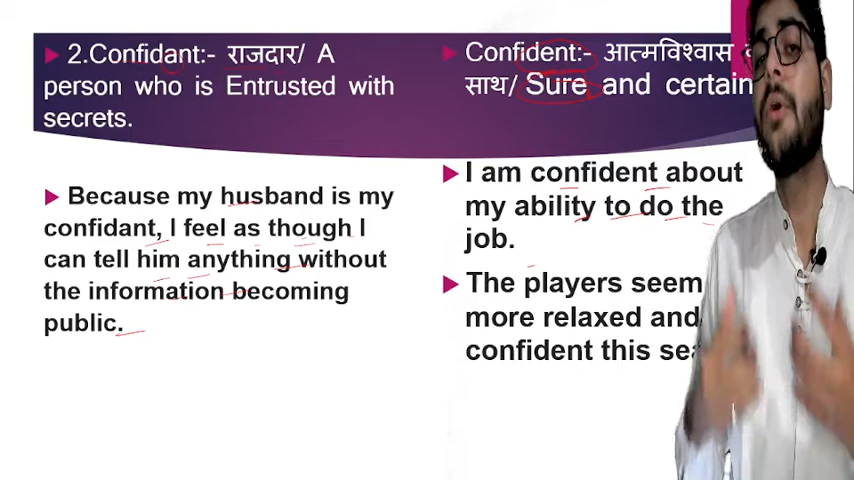 2.Confidant:- राजदार/ A
person who is Entrusted with
secrets.
Confident:- आत्मविश्वास
साथ/ Sure and certain
Because my husband is my
confidant, I feel as though I
can tell him anything without
the information becoming
public.
I am confident about
my ability to do the
job.
The players seem
more relaxed and
confident this